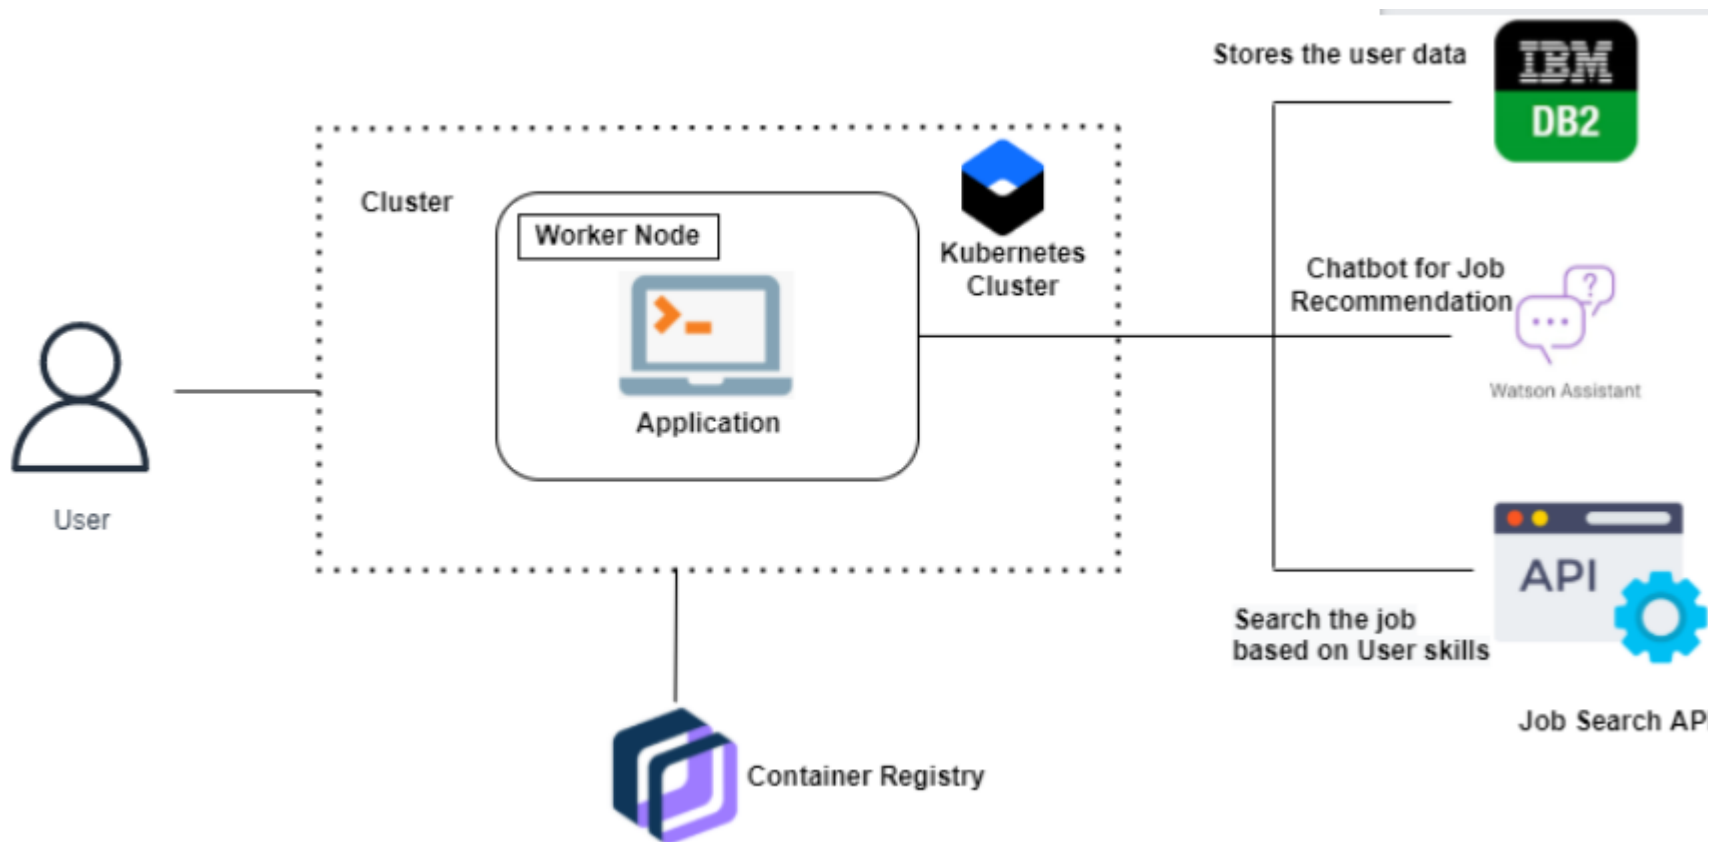 Stores the user data
IBM
DB2
Cluster
Worker Node
Kubernetes
Cluster
Chatbot for Job
Recommendation
?
Watson Assistant
Application
User
API
Search the job
based on User skills
Job Search AP
Container Registry